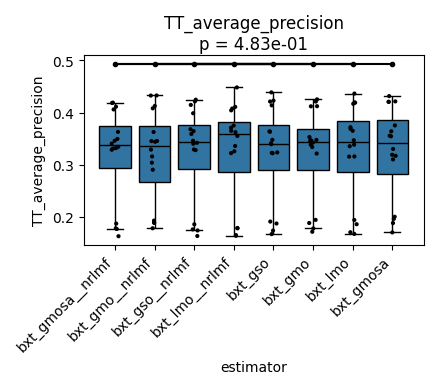 TT_average_precision
p = 4.83e-01
0.5
0.4
0.3
0.2
TT_average_precision
bxt_gmosa__nrlmf
bxt_gmo__nrlmf
bxt_gso__nrlmf
bxt_lmo__nrlmf
bxt_gso
bxt_gmo
bxt_lmo
bxt_gmosa
estimator